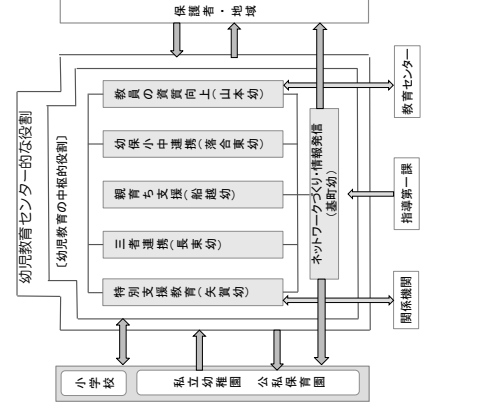 保護者・地域
幼児教育センター的な役割
〔幼児教育の中枢的役割〕
教員の資質向上(山本幼)
幼保小中連携(落合東幼)
親育ち支援(船越幼)
三者連携(長束幼)
特別支援教育(矢賀幼)
ネットワークづくり・情報発信
(基町幼)
教育センター
指導第一課
関係機関
小学校
私立幼稚園 公私保育園